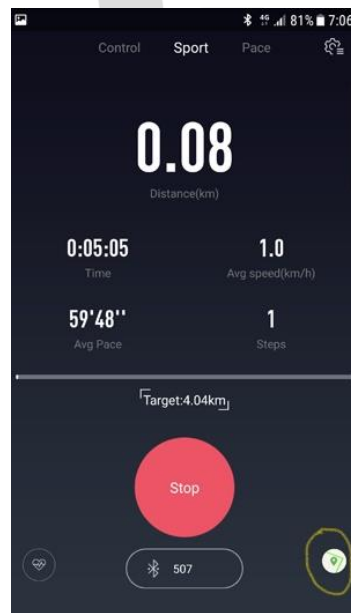 4G 81% 7:06
Control Sport Pace
0.08
Distance(km)
0:05:05 1.0
Time Avg speed(km/h)
59'48'' 1
Avg Pace Steps
Target:4.04km
Stop
507